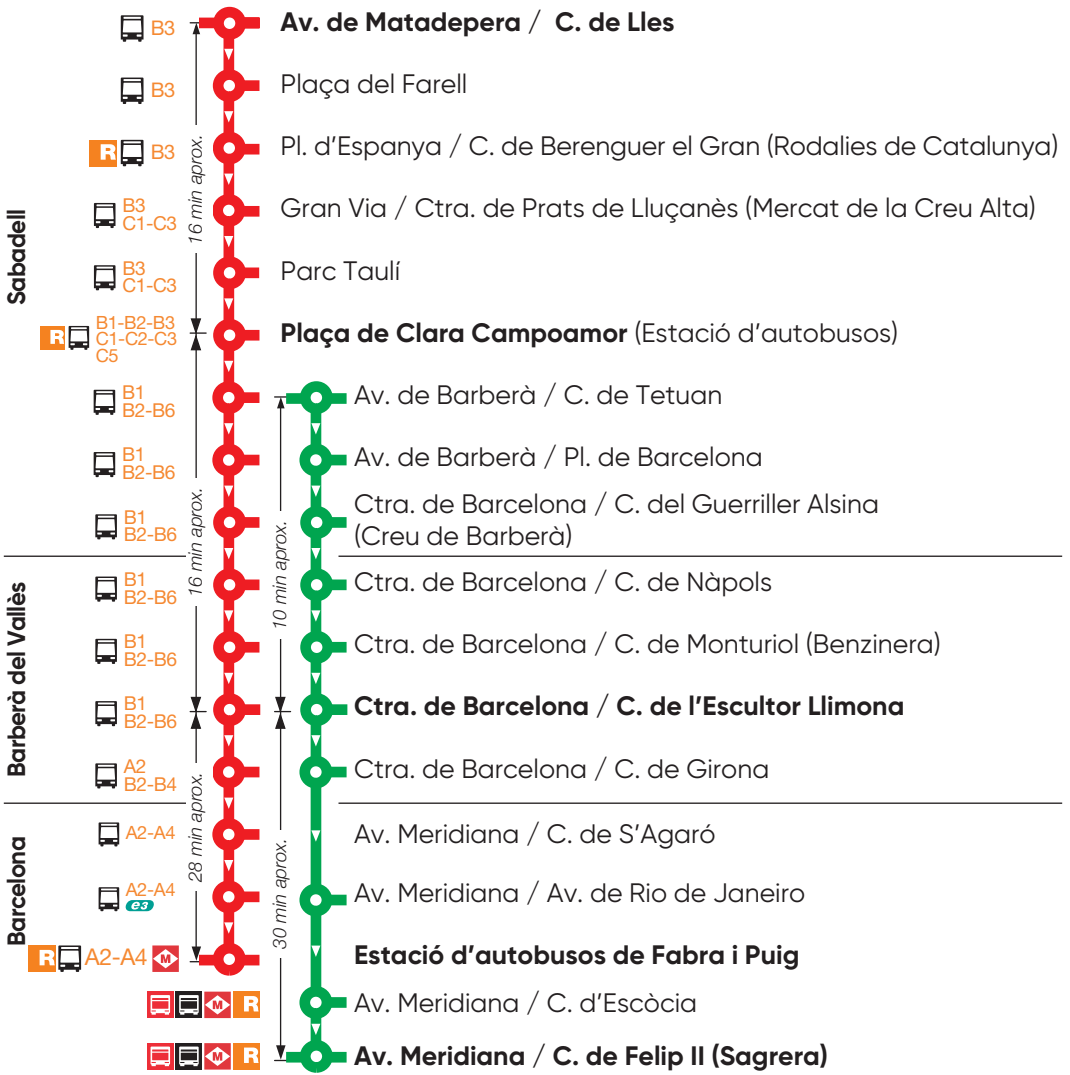 B3
Av. de Matadepera / C. de Lles
B3
Plaça del Farell
R B3
Pl. d'Espanya / C. de Berenguer el Gran (Rodalies de Catalunya)
B3
C1-C3
Gran Via / Ctra. de Prats de Lluçanès (Mercat de la Creu Alta)
B3
C1-C3
Parc Taulí
16 min aprox.
Sabadell
R B1-B2-B3
C1-C2-C3
C5
Plaça de Clara Campoamor (Estació d'autobusos)
B1
B2-B6
Av. de Barberà / C. de Tetuan
B1
B2-B6
Av. de Barberà / Pl. de Barcelona
B1
B2-B6
Ctra. de Barcelona / C. del Guerriller Alsina
(Creu de Barberà)
16 min aprox.
10 min aprox.
Barberà del Vallès
B1
B2-B6
Ctra. de Barcelona / C. de Nàpols
B1
B2-B6
Ctra. de Barcelona / C. de Monturiol (Benzinera)
B1
B2-B6
Ctra. de Barcelona / C. de l'Escultor Llimona
A2
B2-B4
Ctra. de Barcelona / C. de Girona
28 min aprox.
30 min aprox.
Barcelona
A2-A4
Av. Meridiana / C. de S'Agaró
A2-A4
e3
Av. Meridiana / Av. de Rio de Janeiro
R A2-A4 M
Estació d'autobusos de Fabra i Puig
M R
Av. Meridiana / C. d'Escòcia
M R
Av. Meridiana / C. de Felip II (Sagrera)